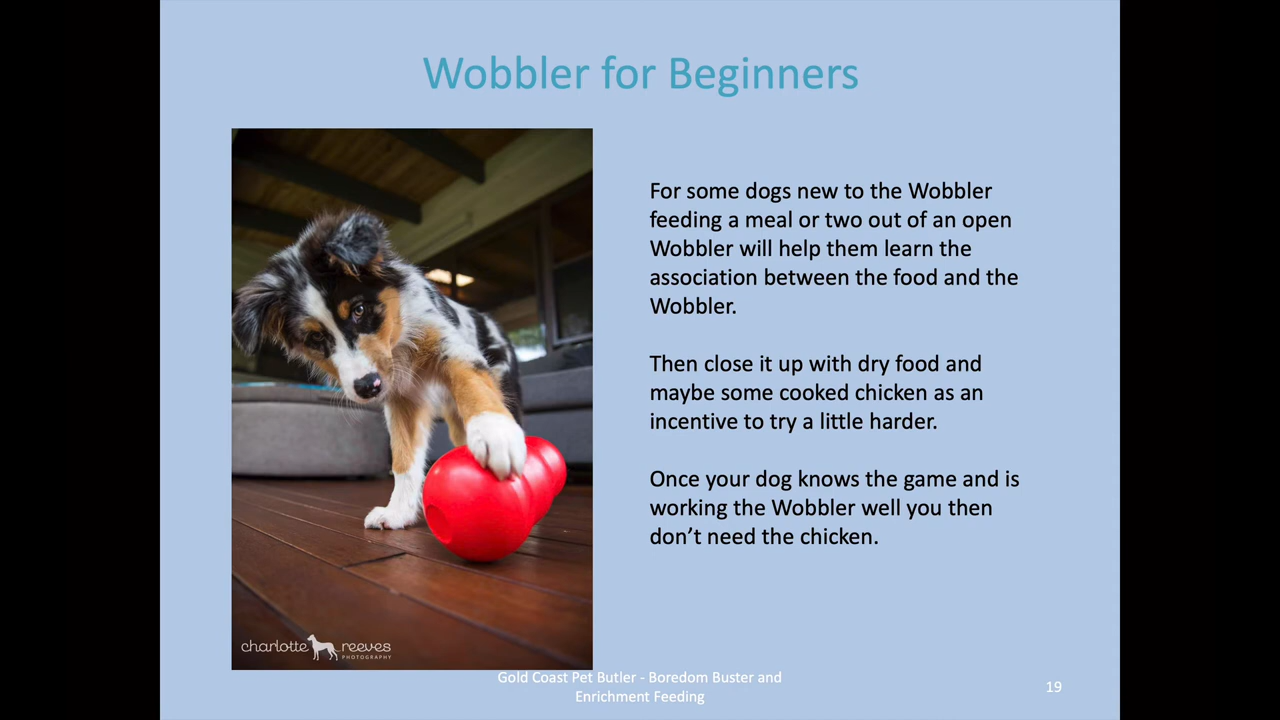 Wobbler for Beginners
For some dogs new to the Wobbler
feeding a meal or two out of an open
Wobbler will help them learn the
association between the food and the
Wobbler.
Then close it up with dry food and
maybe some cooked chicken as an
incentive to try a little harder.
Once your dog knows the game and is
working the Wobbler well you then
don’t need the chicken.
charlotte reeves
PHOTOGRAPHY
Gold Coast Pet Butler - Boredom Buster and
Enrichment Feeding
19